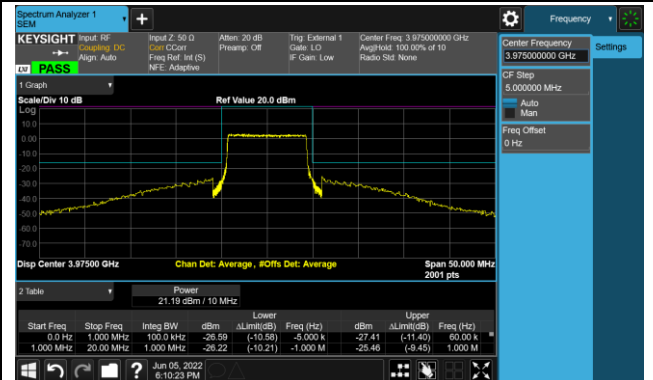 Spectrum Analyzer 1
SEM
+
Frequency
KEYSIGHT
PASS
Input: RF
Coupling: DC
Align: Auto
Input Z: 50 Ω
Corr CCorr
Freq Ref: Int (S)
NFE: Adaptive
Atten: 20 dB
Preamp: Off
Trig: External 1
Gate: LO
IF Gain: Low
Center Freq: 3.975000000 GHz
Avg|Hold: 100.00% of 10
Radio Std: None
Center Frequency
3.975000000 GHz
Settings
CF Step
5.000000 MHz
Auto
Man
Freq Offset
0 Hz
1 Graph
Scale/Div 10 dB
Ref Value 20.0 dBm
Log
10.0
0.00
-10.0
-20.0
-30.0
-40.0
-50.0
-60.0
-70.0
Disp Center 3.97500 GHz
Chan Det: Average, #Offs Det: Average
Span 50.000 MHz
2001 pts
2 Table
Power
21.19 dBm / 10 MHz
Lower Upper
Start Freq Stop Freq Integ BW dBm ΔLimit(dB) Freq (Hz) dBm ΔLimit(dB) Freq (Hz)
0.0 Hz 1.000 MHz 100.0 kHz -26.59 (-10.58) -5.000 k -27.41 (-11.40) 60.00 k
1.000 MHz 20.00 MHz 1.000 MHz -26.22 (-10.21) -1.000 M -25.46 (-9.45) 1.000 M
?
Jun 05, 2022
6:10:23 PM